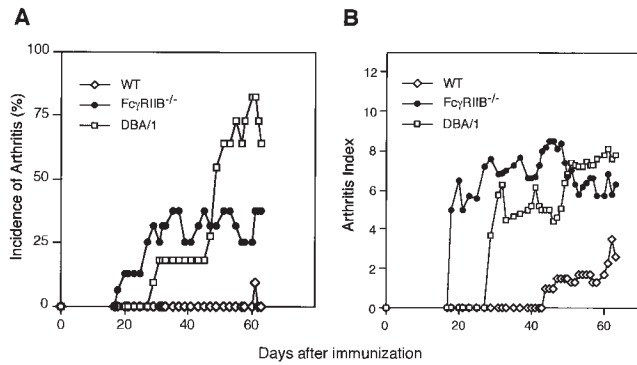 A
B
100
75
50
25
0
Incidence of Arthritis (%)
WT
FcγRIIB-/-
DBA/1
0
20
40
60
12
10
8
6
4
2
0
Arthritis Index
WT
FcγRIIB-/-
DBA/1
0
20
40
60
Days after immunization